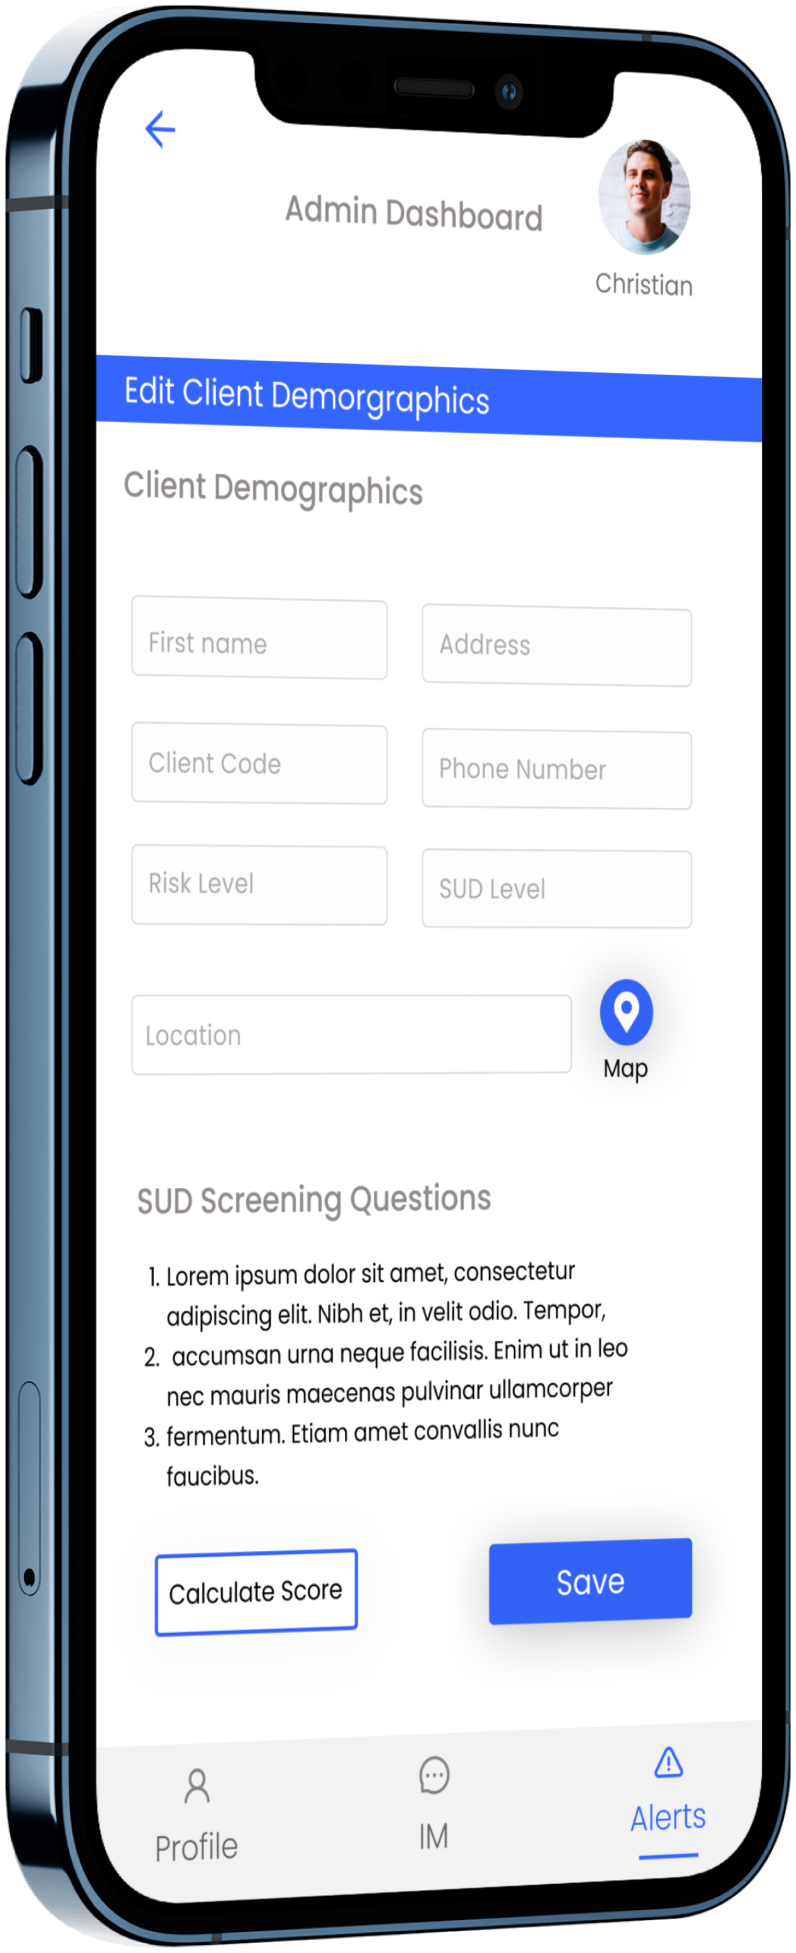 Admin Dashboard
Christian
Edit Client Demorgraphics
Client Demographics
First name
Address
Client Code
Phone Number
Risk Level
SUD Level
Location
Map
SUD Screening Questions
1. Lorem ipsum dolor sit amet, consectetur
adipiscing elit. Nibh et, in velit odio. Tempor,
2. accumsan urna neque facilisis. Enim ut in leo
nec mauris maecenas pulvinar ullamcorper
3. fermentum. Etiam amet convallis nunc
faucibus.
Calculate Score
Save
Profile
IM
Alerts